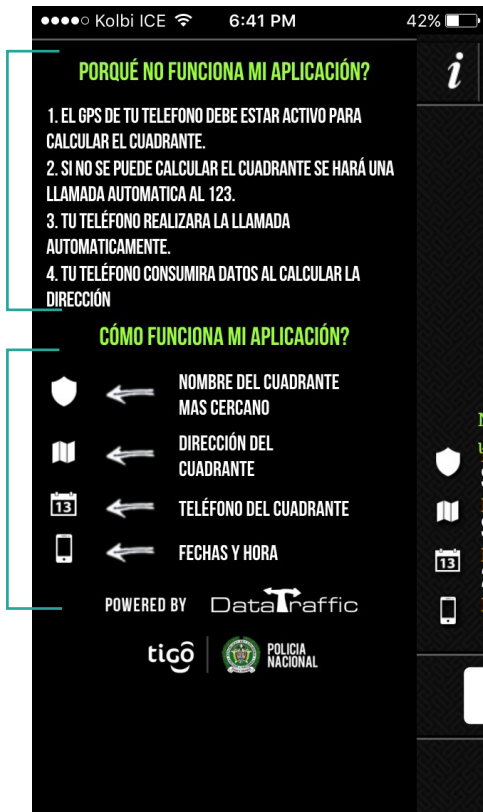 Kolbi ICE 6:41 PM 42%
PORQUÉ NO FUNCIONA MI APLICACIÓN?
1. EL GPS DE TU TELEFONO DEBE ESTAR ACTIVO PARA
CALCULAR EL CUADRANTE.
2. SI NO SE PUEDE CALCULAR EL CUADRANTE SE HARÁ UNA
LLAMADA AUTOMATICA AL 123.
3. TU TELÉFONO REALIZARA LA LLAMADA
AUTOMATICAMENTE.
4. TU TELÉFONO CONSUMIRA DATOS AL CALCULAR LA
DIRECCIÓN
CÓMO FUNCIONA MI APLICACIÓN?
NOMBRE DEL CUADRANTE
MAS CERCANO
DIRECCIÓN DEL
CUADRANTE
13 TELÉFONO DEL CUADRANTE
FECHAS Y HORA
POWERED BY DataTraffic
tigô POLICIA
NACIONAL
i
13